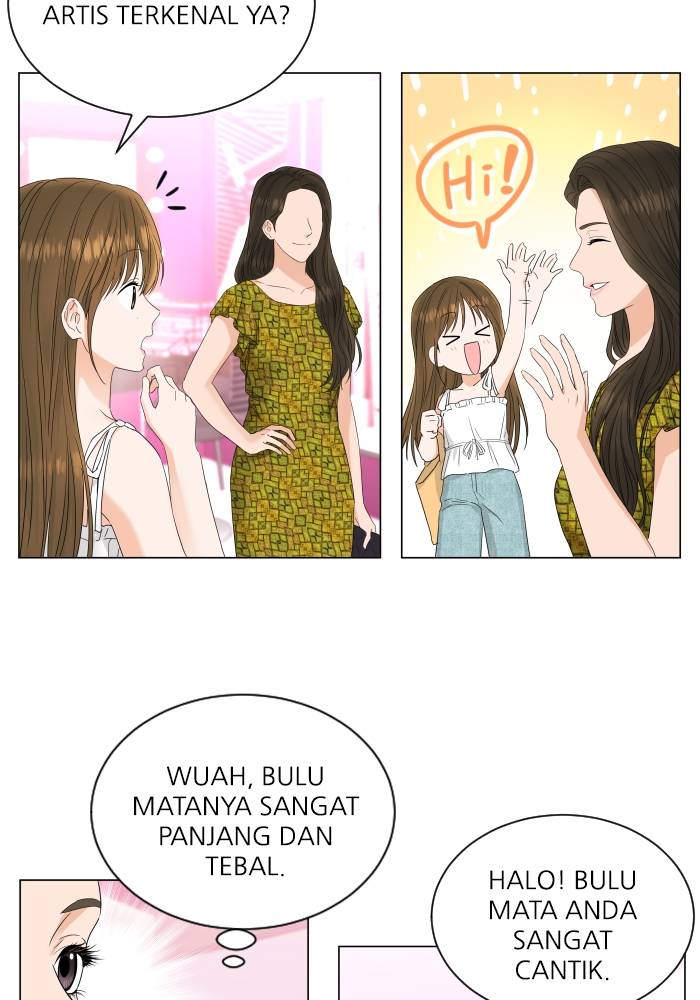 ARTIS TERKENAL YA?
Hi!
WUAH, BULU
MATANYA SANGAT
PANJANG DAN
TEBAL.
HALO! BULU
MATA ANDA
SANGAT
CANTIK.